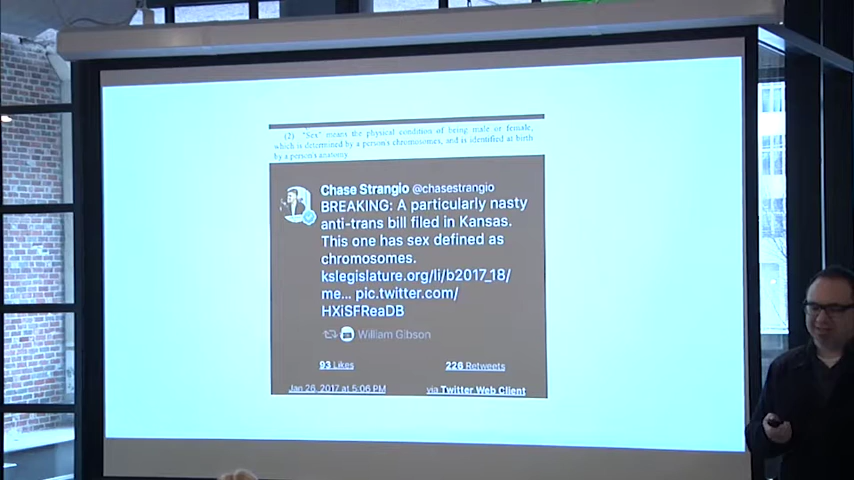 (2) "Sex" means the physical condition of being male or female,
which is determined by a person's chromosomes, and is identified at birth
by a person's anatomy.
Chase Strangio @chasestrangio
BREAKING: A particularly nasty
anti-trans bill filed in Kansas.
This one has sex defined as
chromosomes.
kslegislature.org/li/b2017_18/
me... pic.twitter.com/
HXiSFReaDB
William Gibson
93 Likes 226 Retweets
Jan 26, 2017 at 5:06 PM via Twitter Web Client